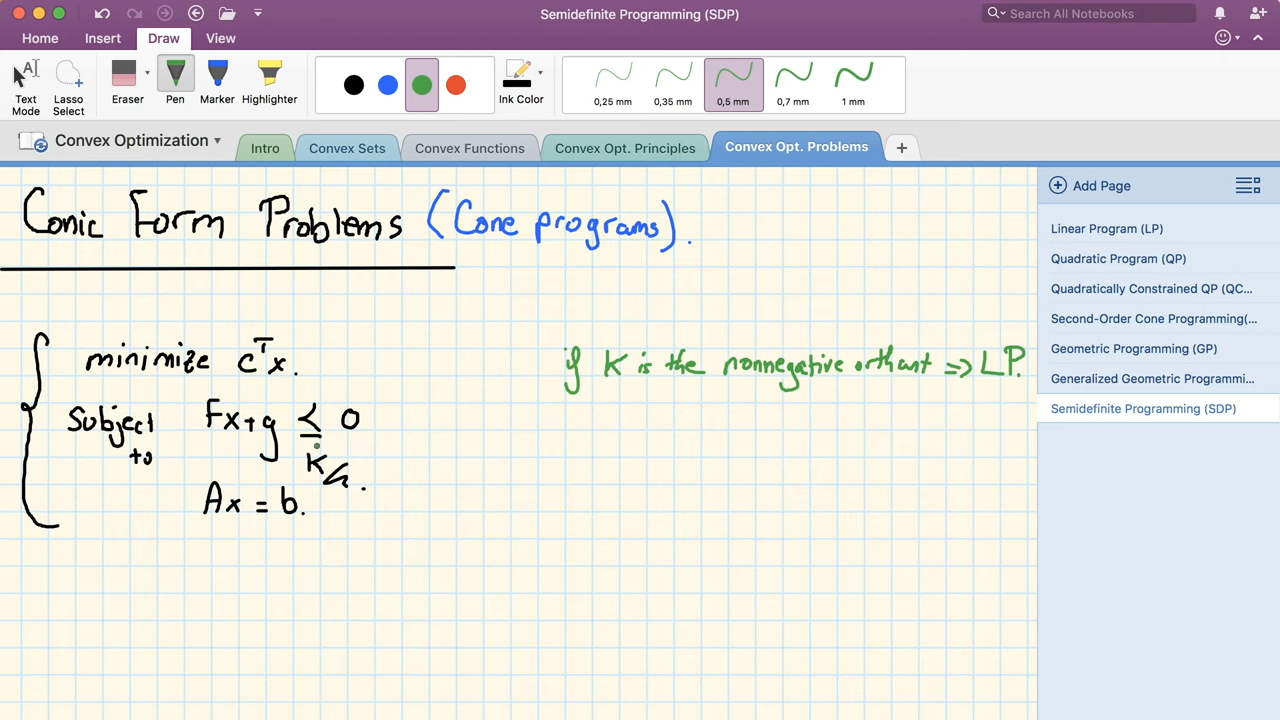 Semidefinite Programming (SDP)
Search All Notebooks
Home Insert Draw View
Text Mode
Lasso Select
Eraser
Pen
Marker
Highlighter
Ink Color
0,25 mm
0,35 mm
0,5 mm
0,7 mm
1 mm
Convex Optimization
Intro
Convex Sets
Convex Functions
Convex Opt. Principles
Convex Opt. Problems
Add Page
Linear Program (LP)
Quadratic Program (QP)
Quadratically Constrained QP (QC...
Second-Order Cone Programming(...
Geometric Programming (GP)
Generalized Geometric Programmi...
Semidefinite Programming (SDP)
Conic Form Problems (Cone programs).
minimize cᵀx.
if K is the nonnegative orthant => LP.
Subject to Fx+g ≼_K 0
Ax = b.